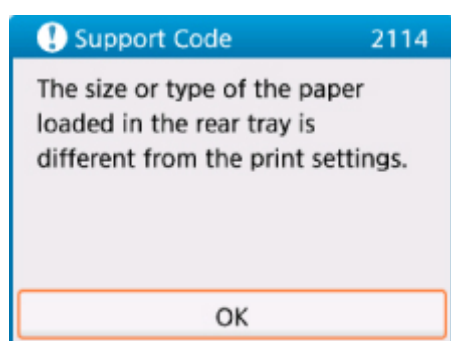 Support Code 2114
The size or type of the paper
loaded in the rear tray is
different from the print settings.
OK